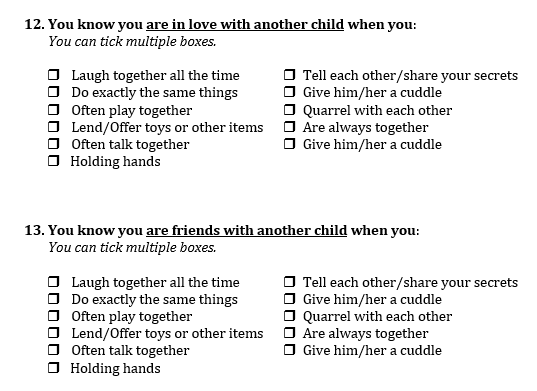 12. You know you are in love with another child when you:
You can tick multiple boxes.
☐ Laugh together all the time
☐ Do exactly the same things
☐ Often play together
☐ Lend/Offer toys or other items
☐ Often talk together
☐ Holding hands
☐ Tell each other/share your secrets
☐ Give him/her a cuddle
☐ Quarrel with each other
☐ Are always together
☐ Give him/her a cuddle
13. You know you are friends with another child when you:
You can tick multiple boxes.
☐ Laugh together all the time
☐ Do exactly the same things
☐ Often play together
☐ Lend/Offer toys or other items
☐ Often talk together
☐ Holding hands
☐ Tell each other/share your secrets
☐ Give him/her a cuddle
☐ Quarrel with each other
☐ Are always together
☐ Give him/her a cuddle